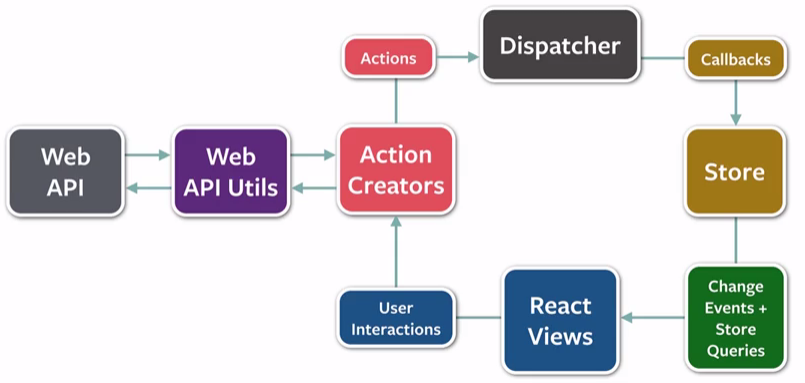 Dispatcher
Actions
Callbacks
Web
API
Web
API Utils
Action
Creators
Store
User
Interactions
React
Views
Change
Events +
Store
Queries